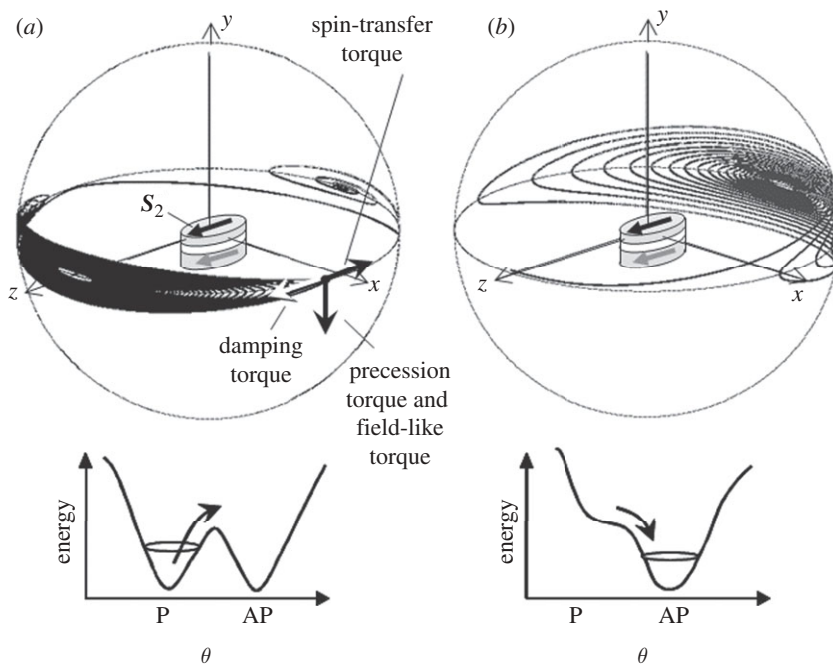 (a)
y
spin-transfer
torque
(b)
y
S2
z
x
damping
torque
precession
torque and
field-like
torque
z
x
energy
P
AP
θ
energy
P
AP
θ